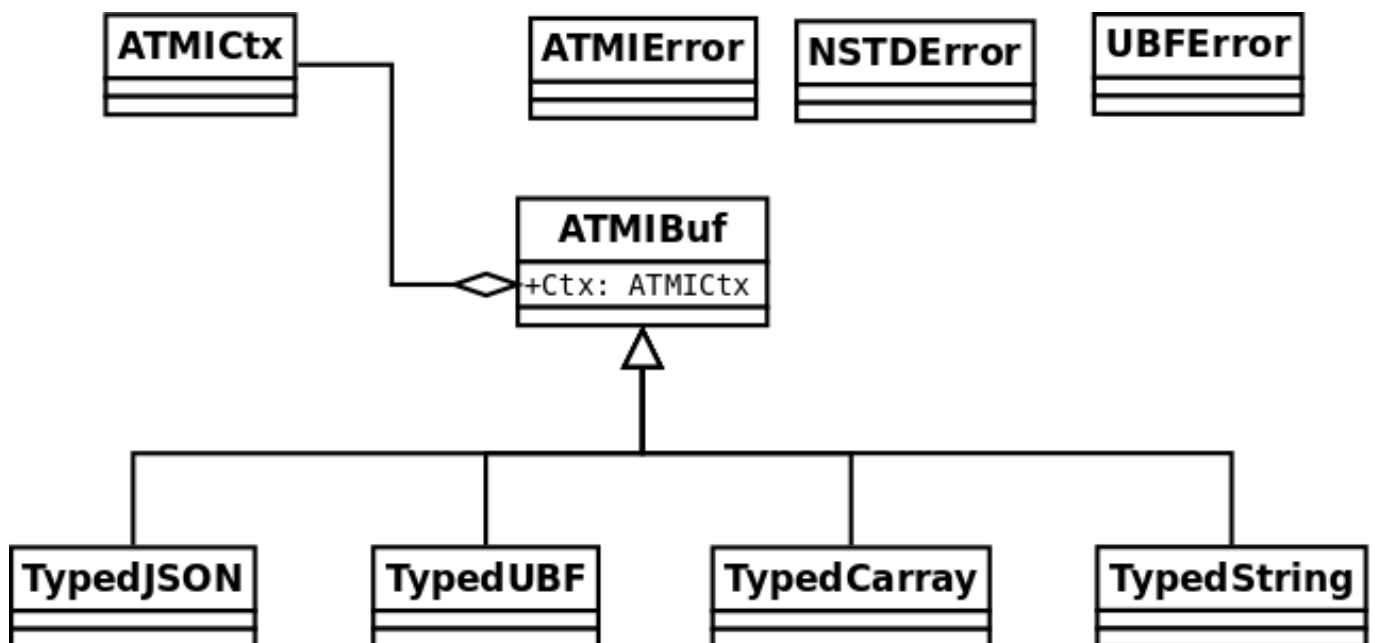 ATMICtx
ATMIError
NSTDError
UBFError
ATMIBuf
+Ctx: ATMICtx
TypedJSON
TypedUBF
TypedCarray
TypedString